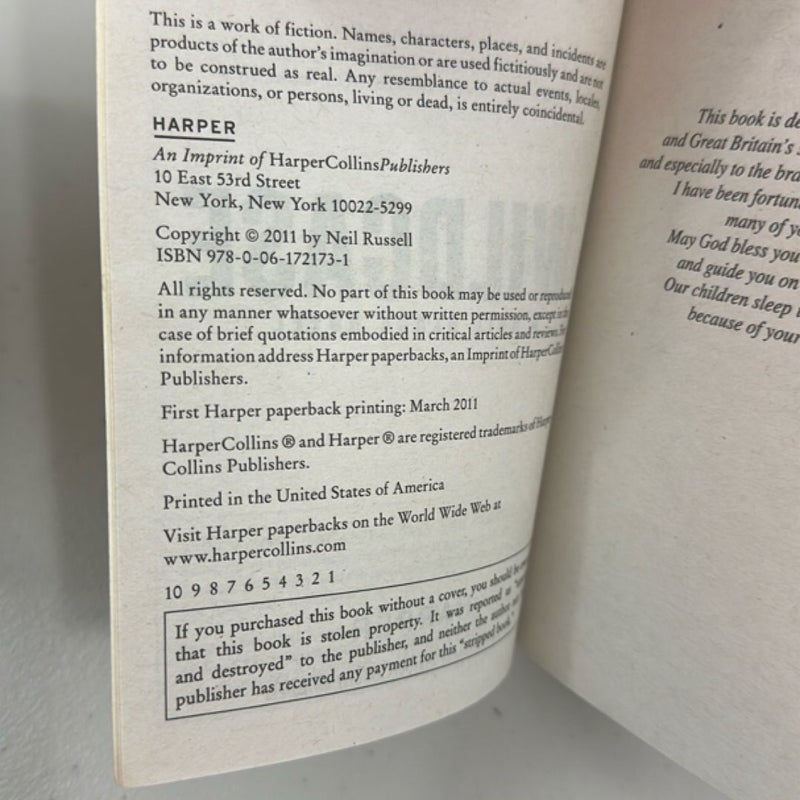 This is a work of fiction. Names, characters, places, and incidents are
products of the author's imagination or are used fictitiously and are not
to be construed as real. Any resemblance to actual events, locales,
organizations, or persons, living or dead, is entirely coincidental.
HARPER
An Imprint of HarperCollinsPublishers
10 East 53rd Street
New York, New York 10022-5299
Copyright © 2011 by Neil Russell
ISBN 978-0-06-172173-1
All rights reserved. No part of this book may be used or reproduced
in any manner whatsoever without written permission, except in the
case of brief quotations embodied in critical articles and reviews. For
information address Harper paperbacks, an Imprint of HarperCollins
Publishers.
First Harper paperback printing: March 2011
HarperCollins ® and Harper ® are registered trademarks of Harper
Collins Publishers.
Printed in the United States of America
Visit Harper paperbacks on the World Wide Web at
www.harpercollins.com
10 9 8 7 6 5 4 3 2 1
If you purchased this book without a cover, you should be
that this book is stolen property. It was reported as
and destroyed" to the publisher, and neither the author
publisher has received any payment for this "stripped book."
This book is
and Great Britain's
and especially to the
I have been
many of
May God bless you
and guide you on
Our children sleep
because of your